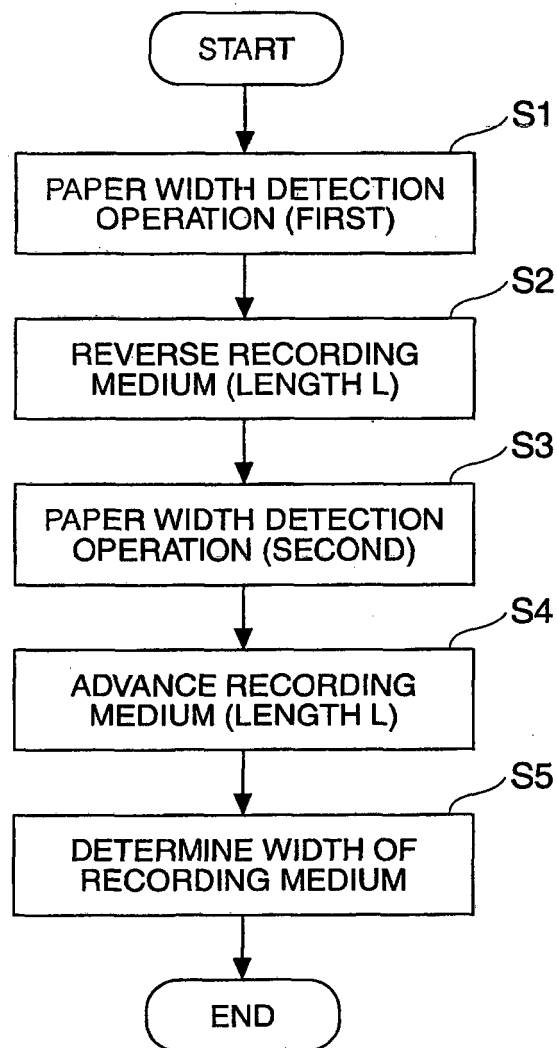 START
S1
PAPER WIDTH DETECTION
OPERATION (FIRST)
S2
REVERSE RECORDING
MEDIUM (LENGTH L)
S3
PAPER WIDTH DETECTION
OPERATION (SECOND)
S4
ADVANCE RECORDING
MEDIUM (LENGTH L)
S5
DETERMINE WIDTH OF
RECORDING MEDIUM
END